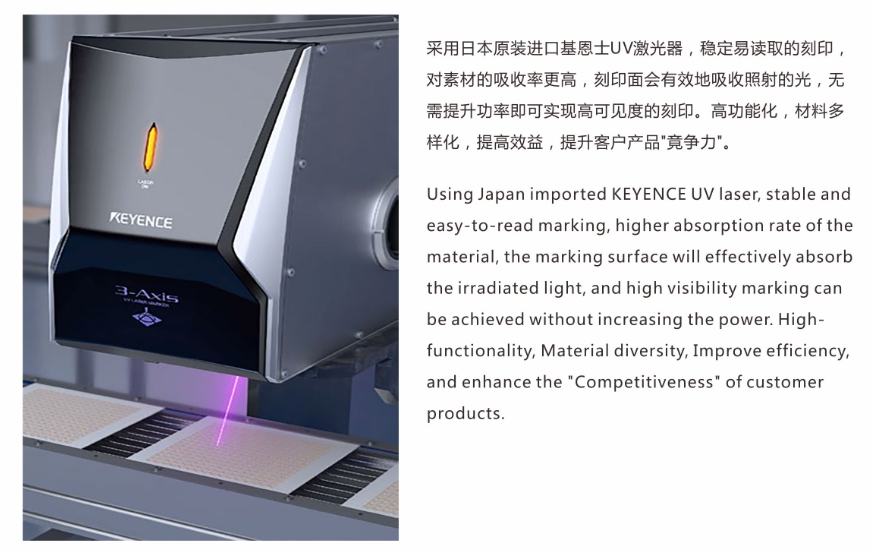 LASER
ON
KEYENCE
3-Axis
UV LASER MARKER
采用日本原装进口基恩士UV激光器，稳定易读取的刻印，
对素材的吸收率更高，刻印面会有效地吸收照射的光，无
需提升功率即可实现高可见度的刻印。高功能化，材料多
样化，提高效益，提升客户产品"竟争力"。
Using Japan imported KEYENCE UV laser, stable and
easy-to-read marking, higher absorption rate of the
material, the marking surface will effectively absorb
the irradiated light, and high visibility marking can
be achieved without increasing the power. High-
functionality, Material diversity, Improve efficiency,
and enhance the "Competitiveness" of customer
products.